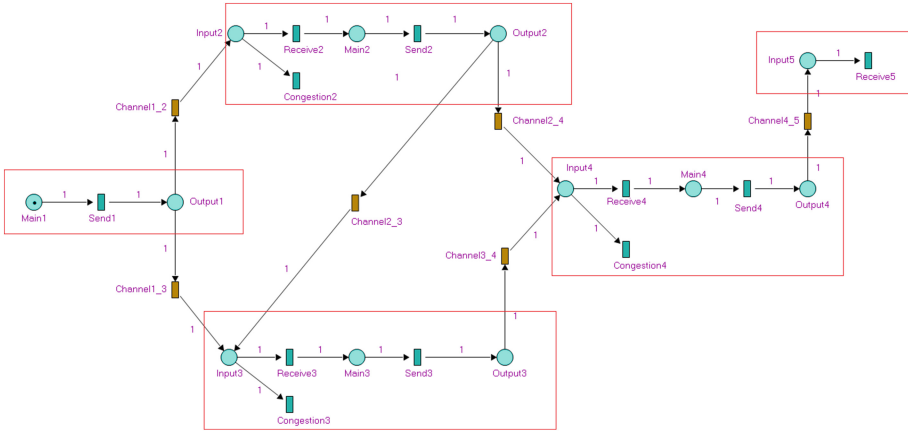 1 1 1 1
Input2 Output2
Receive2 Main2 Send2
1 1 1 1
Congestion2
1
Input5
Receive5
1
Channel1_2
Channel2_4
Channel4_5
1 1 1
Input4 Main4
1 1 1 1
1 1
Main1 Send1 Output1
Receive4 Send4 Output4
1
Channel2_3
1 1
1
Channel3_4
Congestion4
1
Channel1_3
1
1
1 1 1 1
Input3 Receive3 Main3 Send3 Output3
1
Congestion3